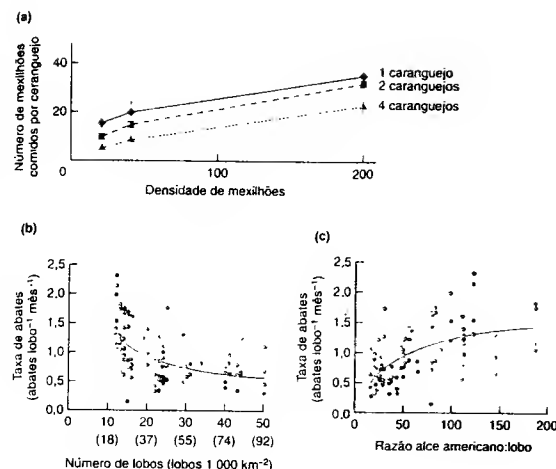 (a)
Número de mexilhões
comidos por ceranguejo
40
20
0
1 caranguejo
2 caranguejos
4 caranguejos
100
200
Densidade de mexilhões
(b)
Taxa de abates
(abates lobo⁻¹ mês⁻¹)
2,5
2,0
1,5
1,0
0,5
0,0
0 10 20 30 40 50
(18) (37) (55) (74) (92)
Número de lobos (lobos 1 000 km⁻²)
(c)
Taxa de abates
(abates lobo⁻¹ mês⁻¹)
2,5
2,0
1,5
1,0
0,5
0,0
0 50 100 150 200
Razão alce americano:lobo